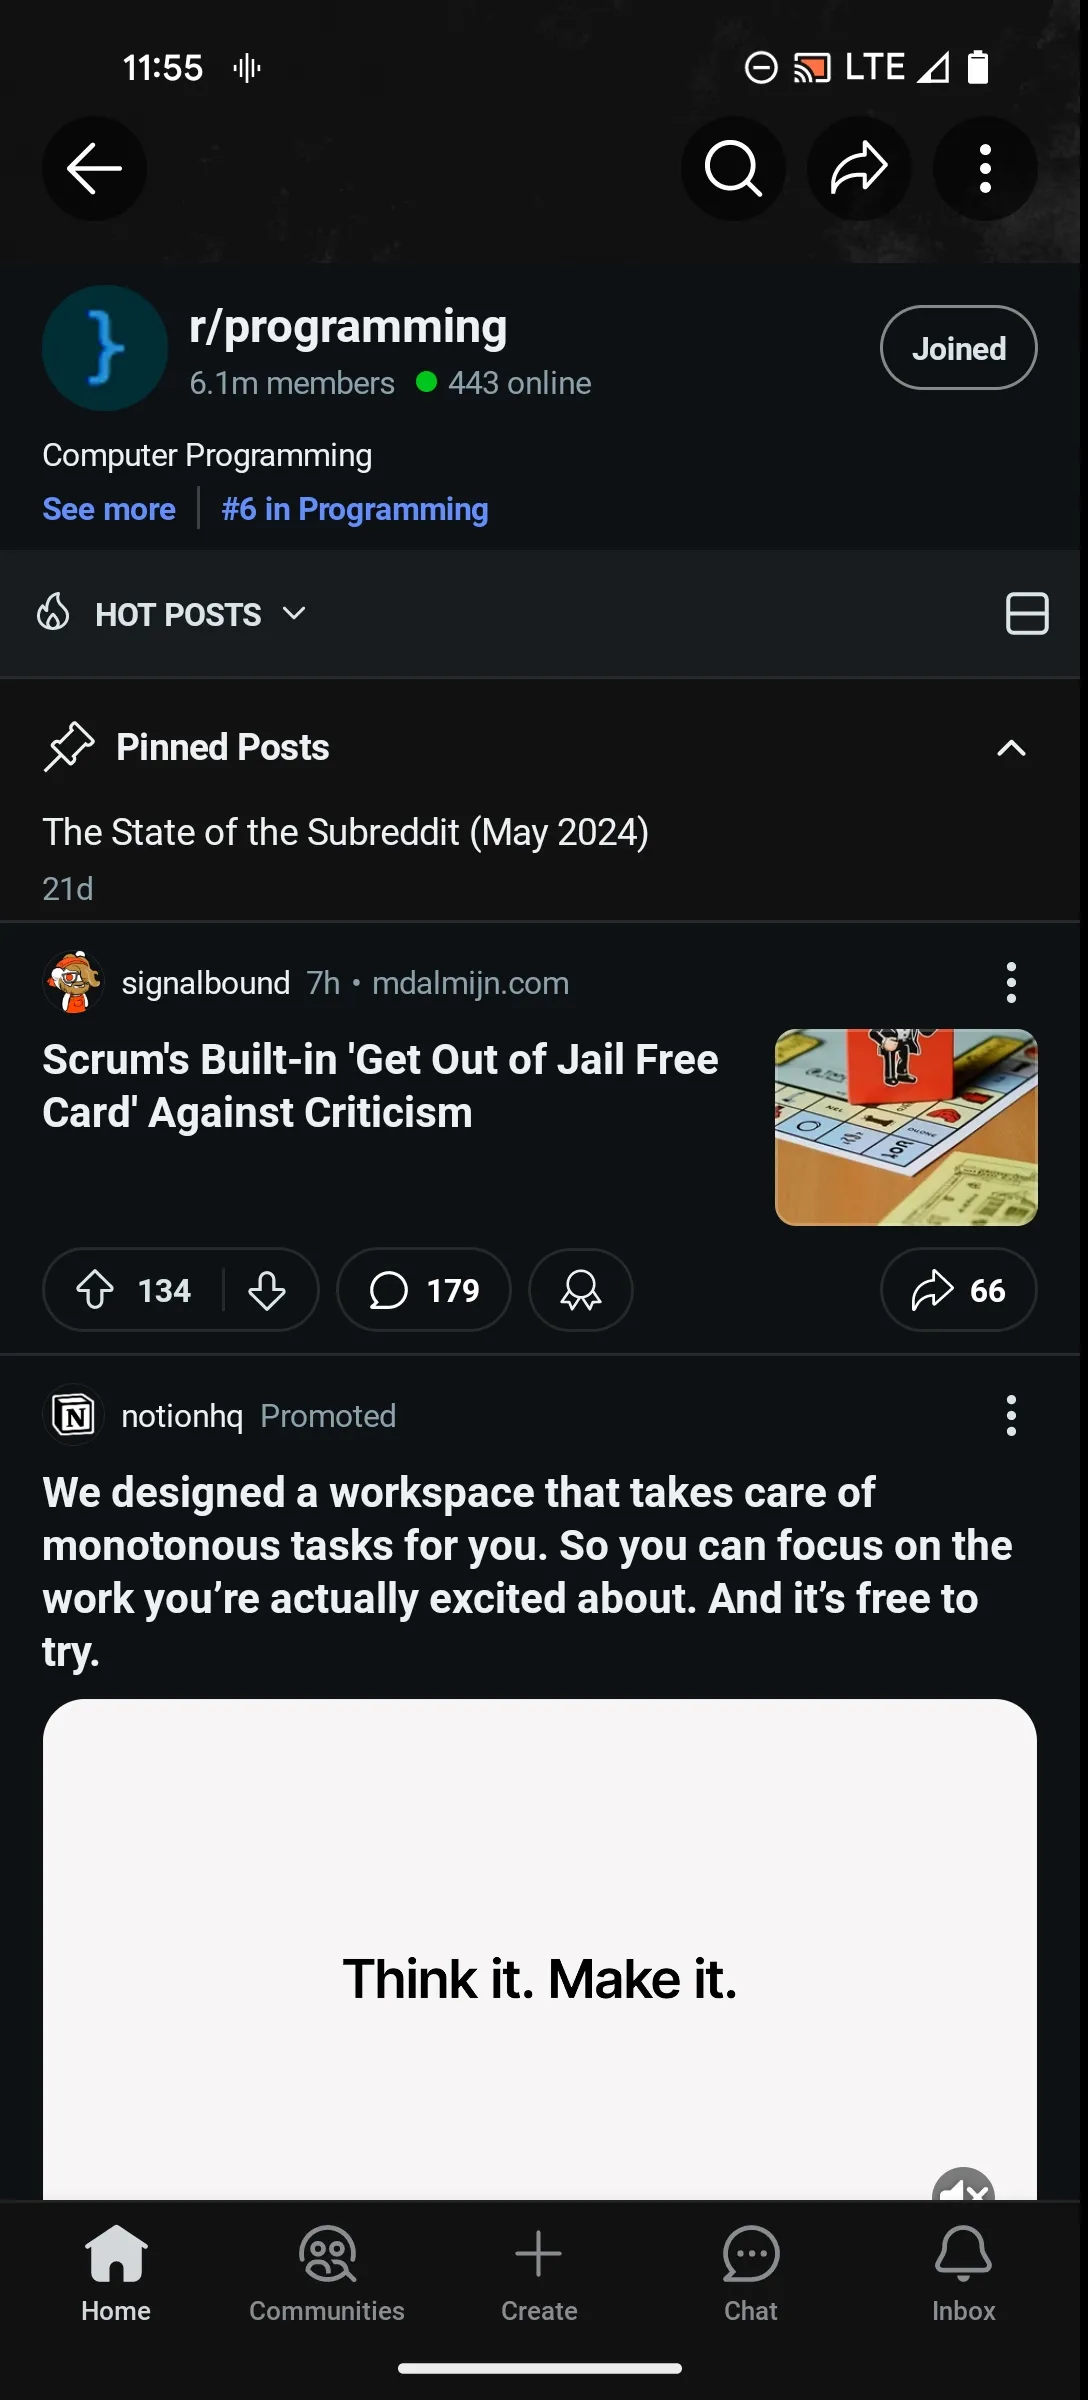 11:55
LTE
r/programming
6.1m members 443 online
Joined
Computer Programming
See more
#6 in Programming
HOT POSTS
Pinned Posts
The State of the Subreddit (May 2024)
21d
signalbound 7h • mdalmijn.com
Scrum's Built-in 'Get Out of Jail Free
Card' Against Criticism
134
179
66
notionhq Promoted
We designed a workspace that takes care of
monotonous tasks for you. So you can focus on the
work you’re actually excited about. And it’s free to
try.
Think it. Make it.
Home
Communities
Create
Chat
Inbox